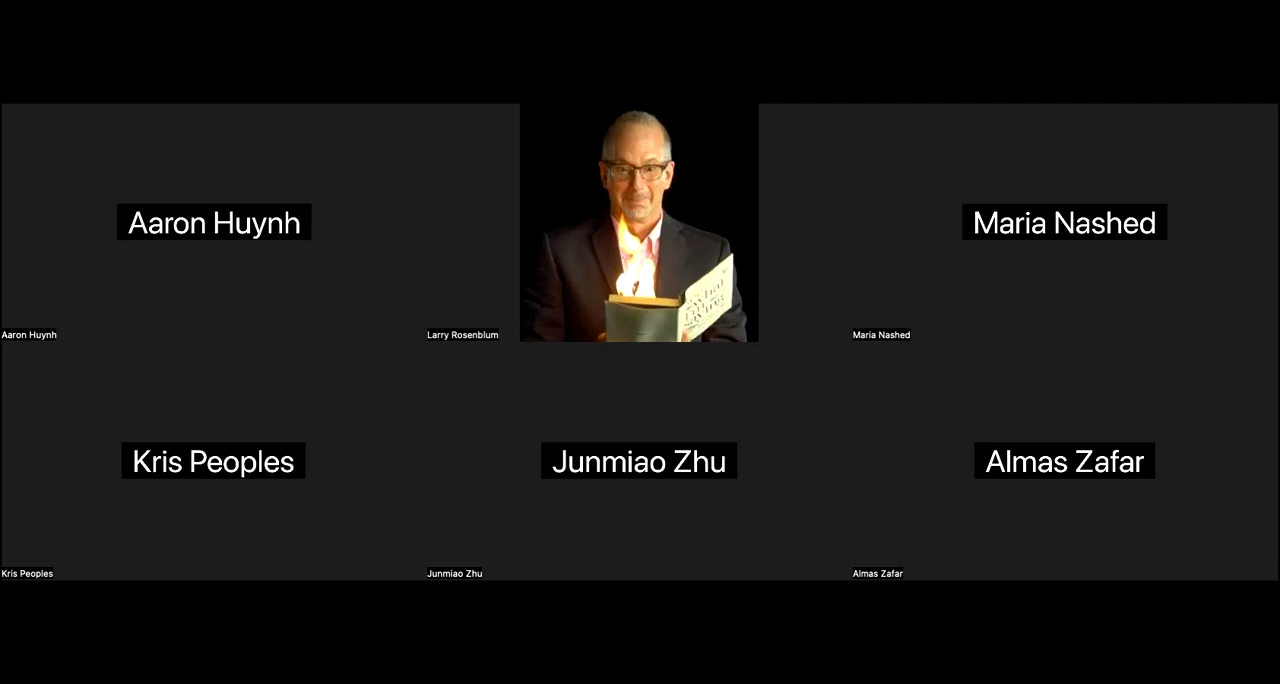 Aaron Huynh
Maria Nashed
Aaron Huynh
Larry Rosenblum
Maria Nashed
Kris Peoples
Junmiao Zhu
Almas Zafar
Kris Peoples
Junmiao Zhu
Almas Zafar